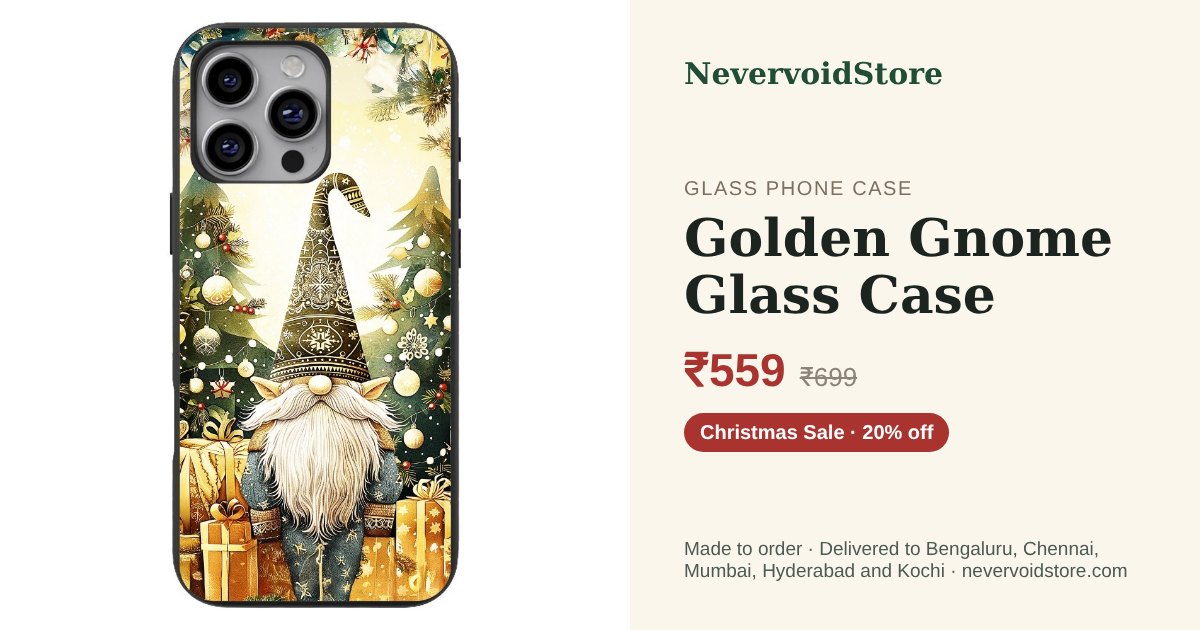 NevervoidStore
GLASS PHONE CASE
Golden Gnome
Glass Case
₹559 ₹699
Christmas Sale · 20% off
Made to order · Delivered to Bengaluru, Chennai,
Mumbai, Hyderabad and Kochi · nevervoidstore.com